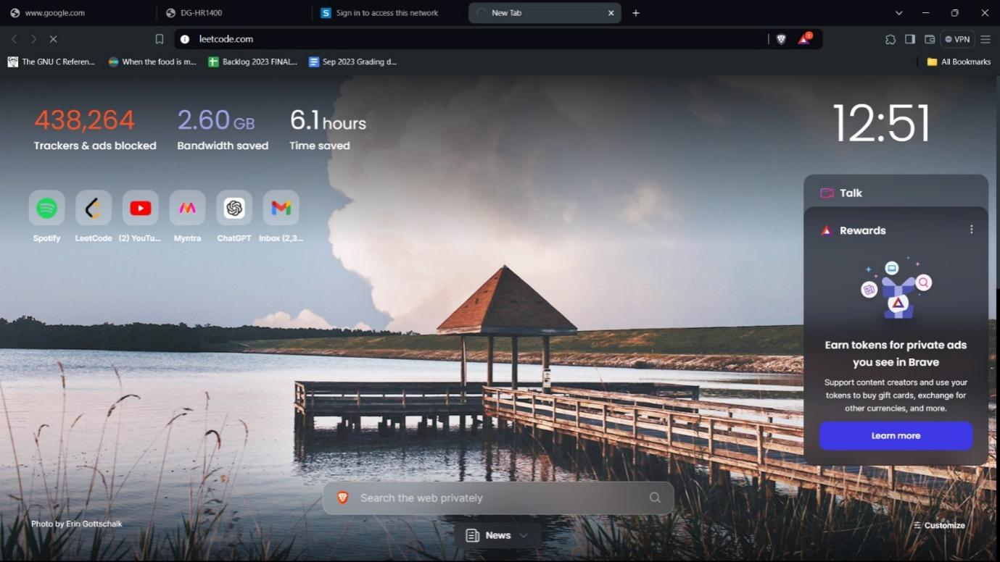 www.google.com
DG-HR1400
Sign in to access this network
New Tab
leetcode.com
VPN
The GNU C Referen...
When the food is m...
Backlog 2023 FINAL...
Sep 2023 Grading d...
All Bookmarks
438,264
Trackers & ads blocked
2.60 GB
Bandwidth saved
6.1 hours
Time saved
12:51
Spotify
LeetCode
(2) YouTu...
Myntra
ChatGPT
Inbox (2,3...
Talk
Rewards
Earn tokens for private ads
you see in Brave
Support content creators and use your
tokens to buy gift cards, exchange for
other currencies, and more.
Learn more
Search the web privately
Photo by Erin Gottschalk
News
Customize